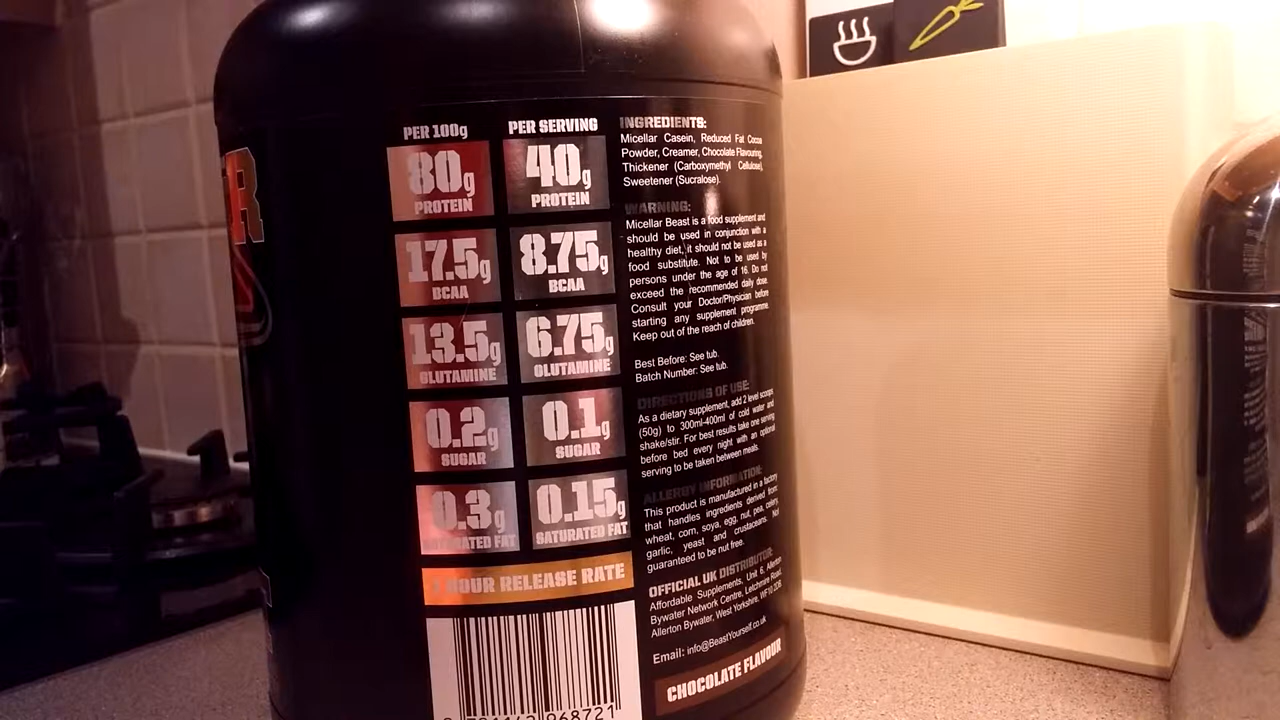 R
PER 100g
PER SERVING
80g
PROTEIN
40g
PROTEIN
17.5g
BCAA
8.75g
BCAA
13.5g
GLUTAMINE
6.75g
GLUTAMINE
0.2g
SUGAR
0.1g
SUGAR
0.3g
SATURATED FAT
0.15g
SATURATED FAT
HOUR RELEASE RATE
968721
INGREDIENTS:
Micellar Casein, Reduced Fat Cocoa
Powder, Creamer, Chocolate Flavouring,
Thickener (Carboxymethyl Cellulose),
Sweetener (Sucralose).
WARNING:
Micellar Beast is a food supplement and
should be used in conjunction with a
healthy diet, it should not be used as a
food substitute. Not to be used by
persons under the age of 16. Do not
exceed the recommended daily dose.
Consult your Doctor/Physician before
starting any supplement programme.
Keep out of the reach of children.
Best Before: See tub.
Batch Number: See tub.
DIRECTIONS OF USE:
As a dietary supplement, add 2 level scoops
(50g) to 300ml-400ml of cold water and
shake/stir. For best results take one serving
before bed every night with an optional
serving to be taken between meals.
ALLERGY INFORMATION:
This product is manufactured in a factory
that handles ingredients derived from:
wheat, corn, soya, egg, nut, pea, celery,
garlic, yeast and crustaceans. Not
guaranteed to be nut free.
OFFICIAL UK DISTRIBUTOR:
Affordable Supplements, Unit 6, Allerton
Bywater Network Centre, Letchmire Road,
Allerton Bywater, West Yorkshire, WF10 2DB
Email: info@BeastYourself.co.uk
CHOCOLATE FLAVOUR